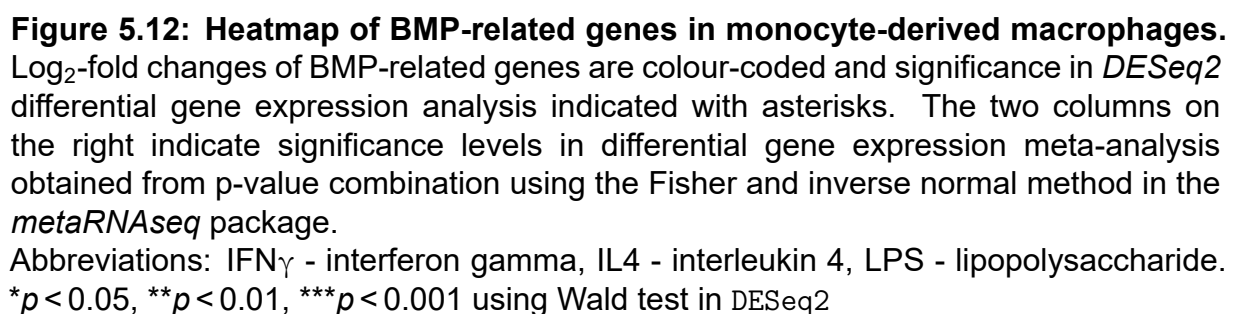 Figure 5.12: Heatmap of BMP-related genes in monocyte-derived macrophages.
Log₂-fold changes of BMP-related genes are colour-coded and significance in DESeq2
differential gene expression analysis indicated with asterisks. The two columns on
the right indicate significance levels in differential gene expression meta-analysis
obtained from p-value combination using the Fisher and inverse normal method in the
metaRNAseq package.
Abbreviations: IFNγ - interferon gamma, IL4 - interleukin 4, LPS - lipopolysaccharide.
*p < 0.05, **p < 0.01, ***p < 0.001 using Wald test in DESeq2